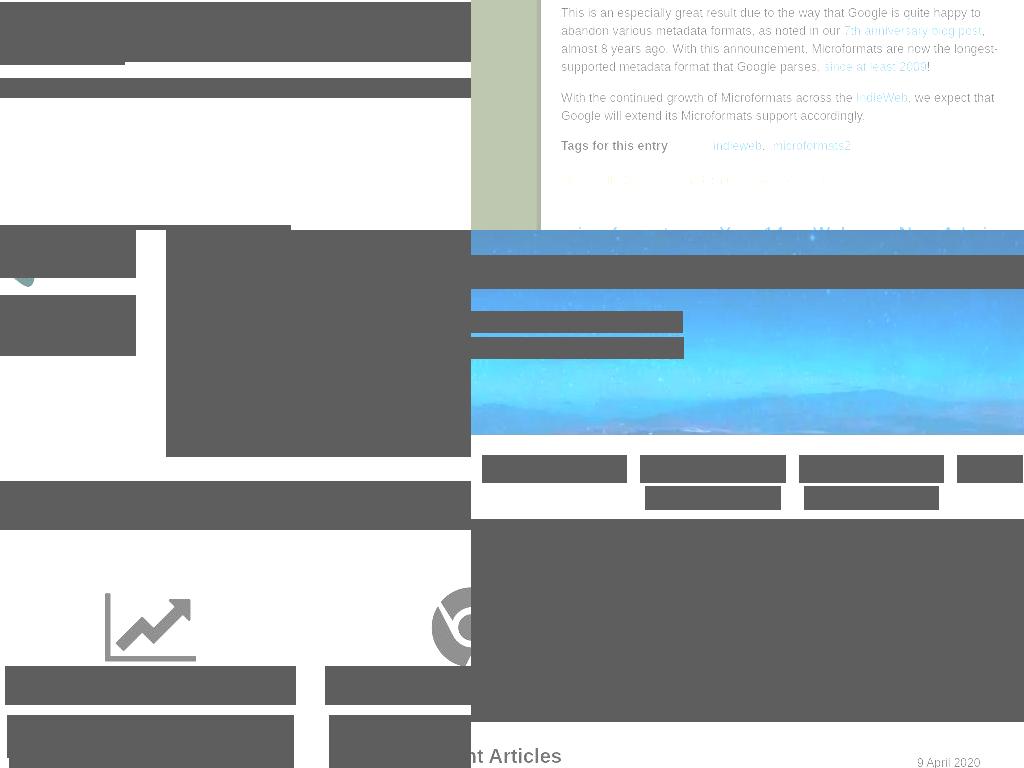 This is an especially great result due to the way that Google is quite happy to
abandon various metadata formats, as noted in our 7th anniversary blog post,
almost 8 years ago. With this announcement, Microformats are now the longest-
supported metadata format that Google parses, since at least 2009!
With the continued growth of Microformats across the IndieWeb, we expect that
Google will extend its Microformats support accordingly.
Tags for this entry indieweb, microformats2
nt Articles
9 April 2020